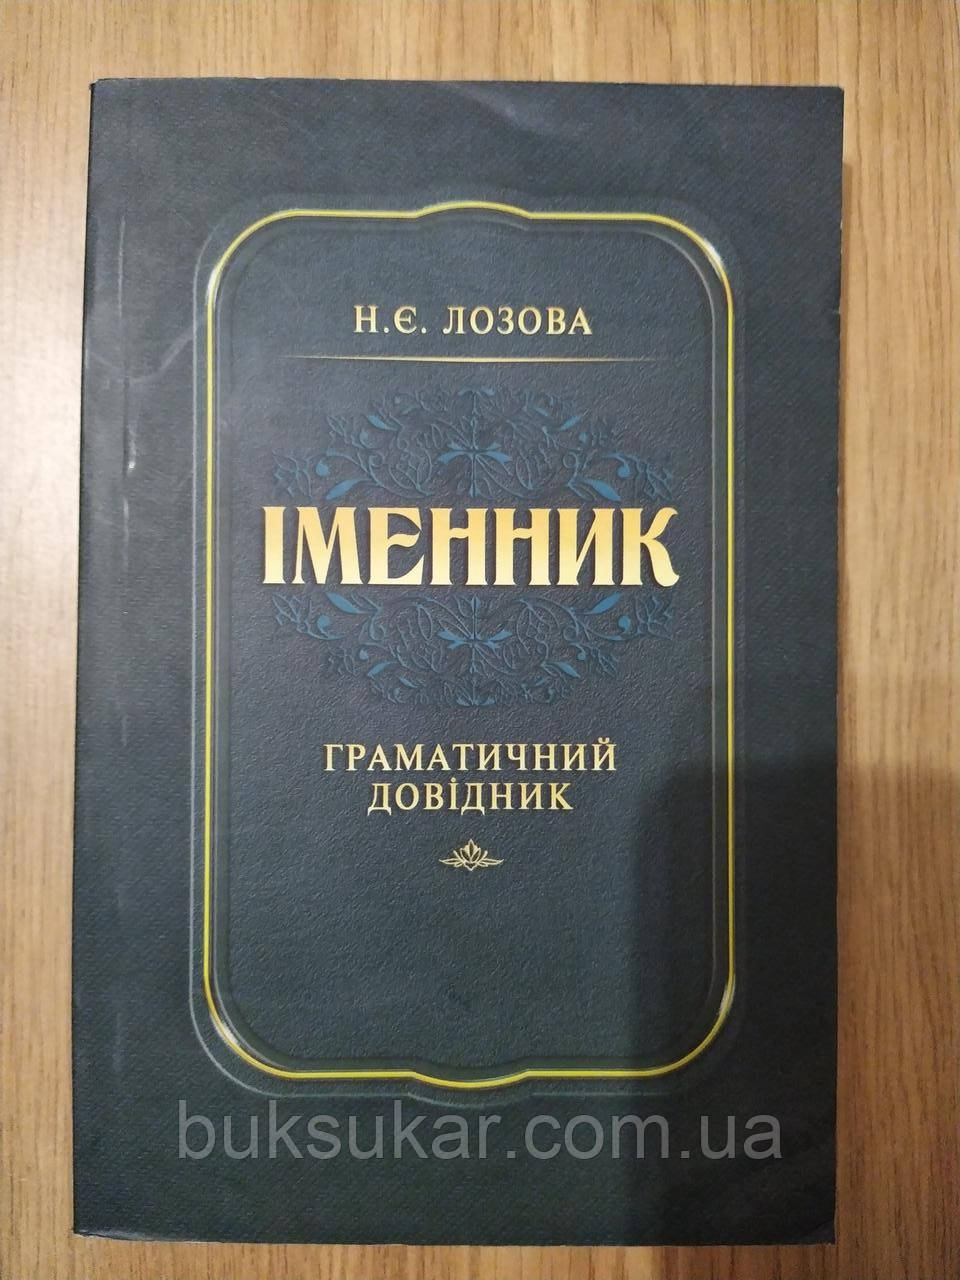 Н.Є. ЛОЗОВА
ІМЕННИК
ГРАМАТИЧНИЙ
ДОВІДНИК
buksukar.com.ua